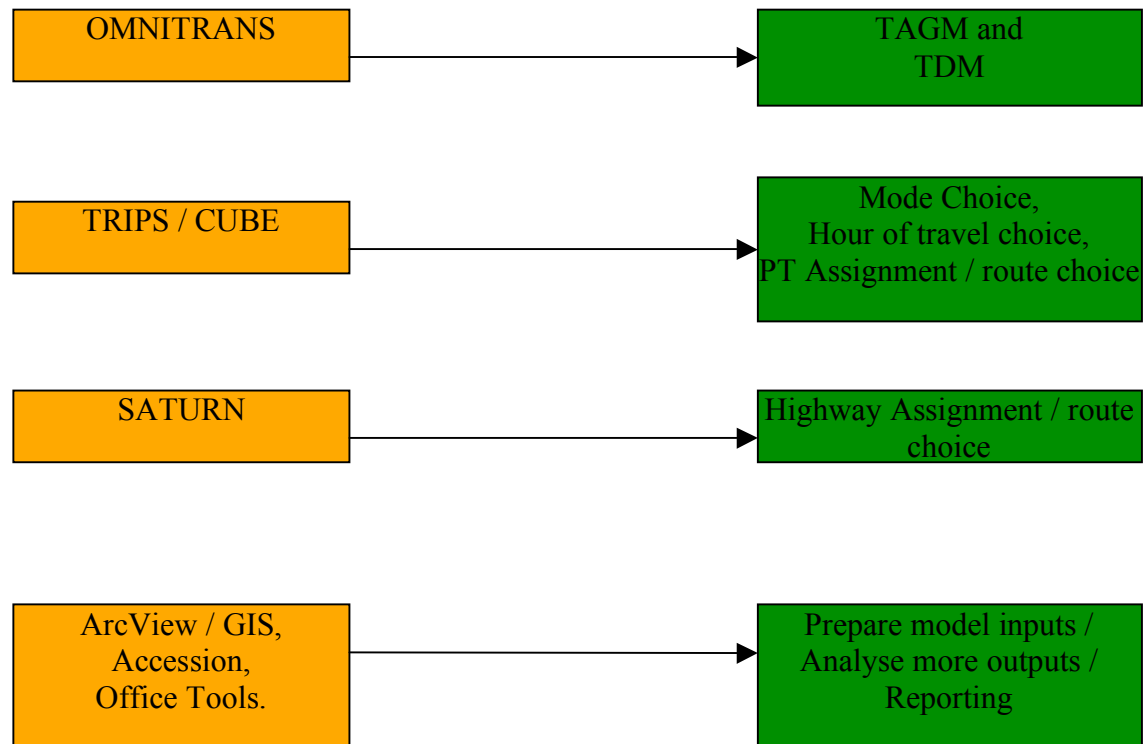 OMNITRANS
TAGM and
TDM
TRIPS / CUBE
Mode Choice,
Hour of travel choice,
PT Assignment / route choice
SATURN
Highway Assignment / route
choice
ArcView / GIS,
Accession,
Office Tools.
Prepare model inputs /
Analyse more outputs /
Reporting